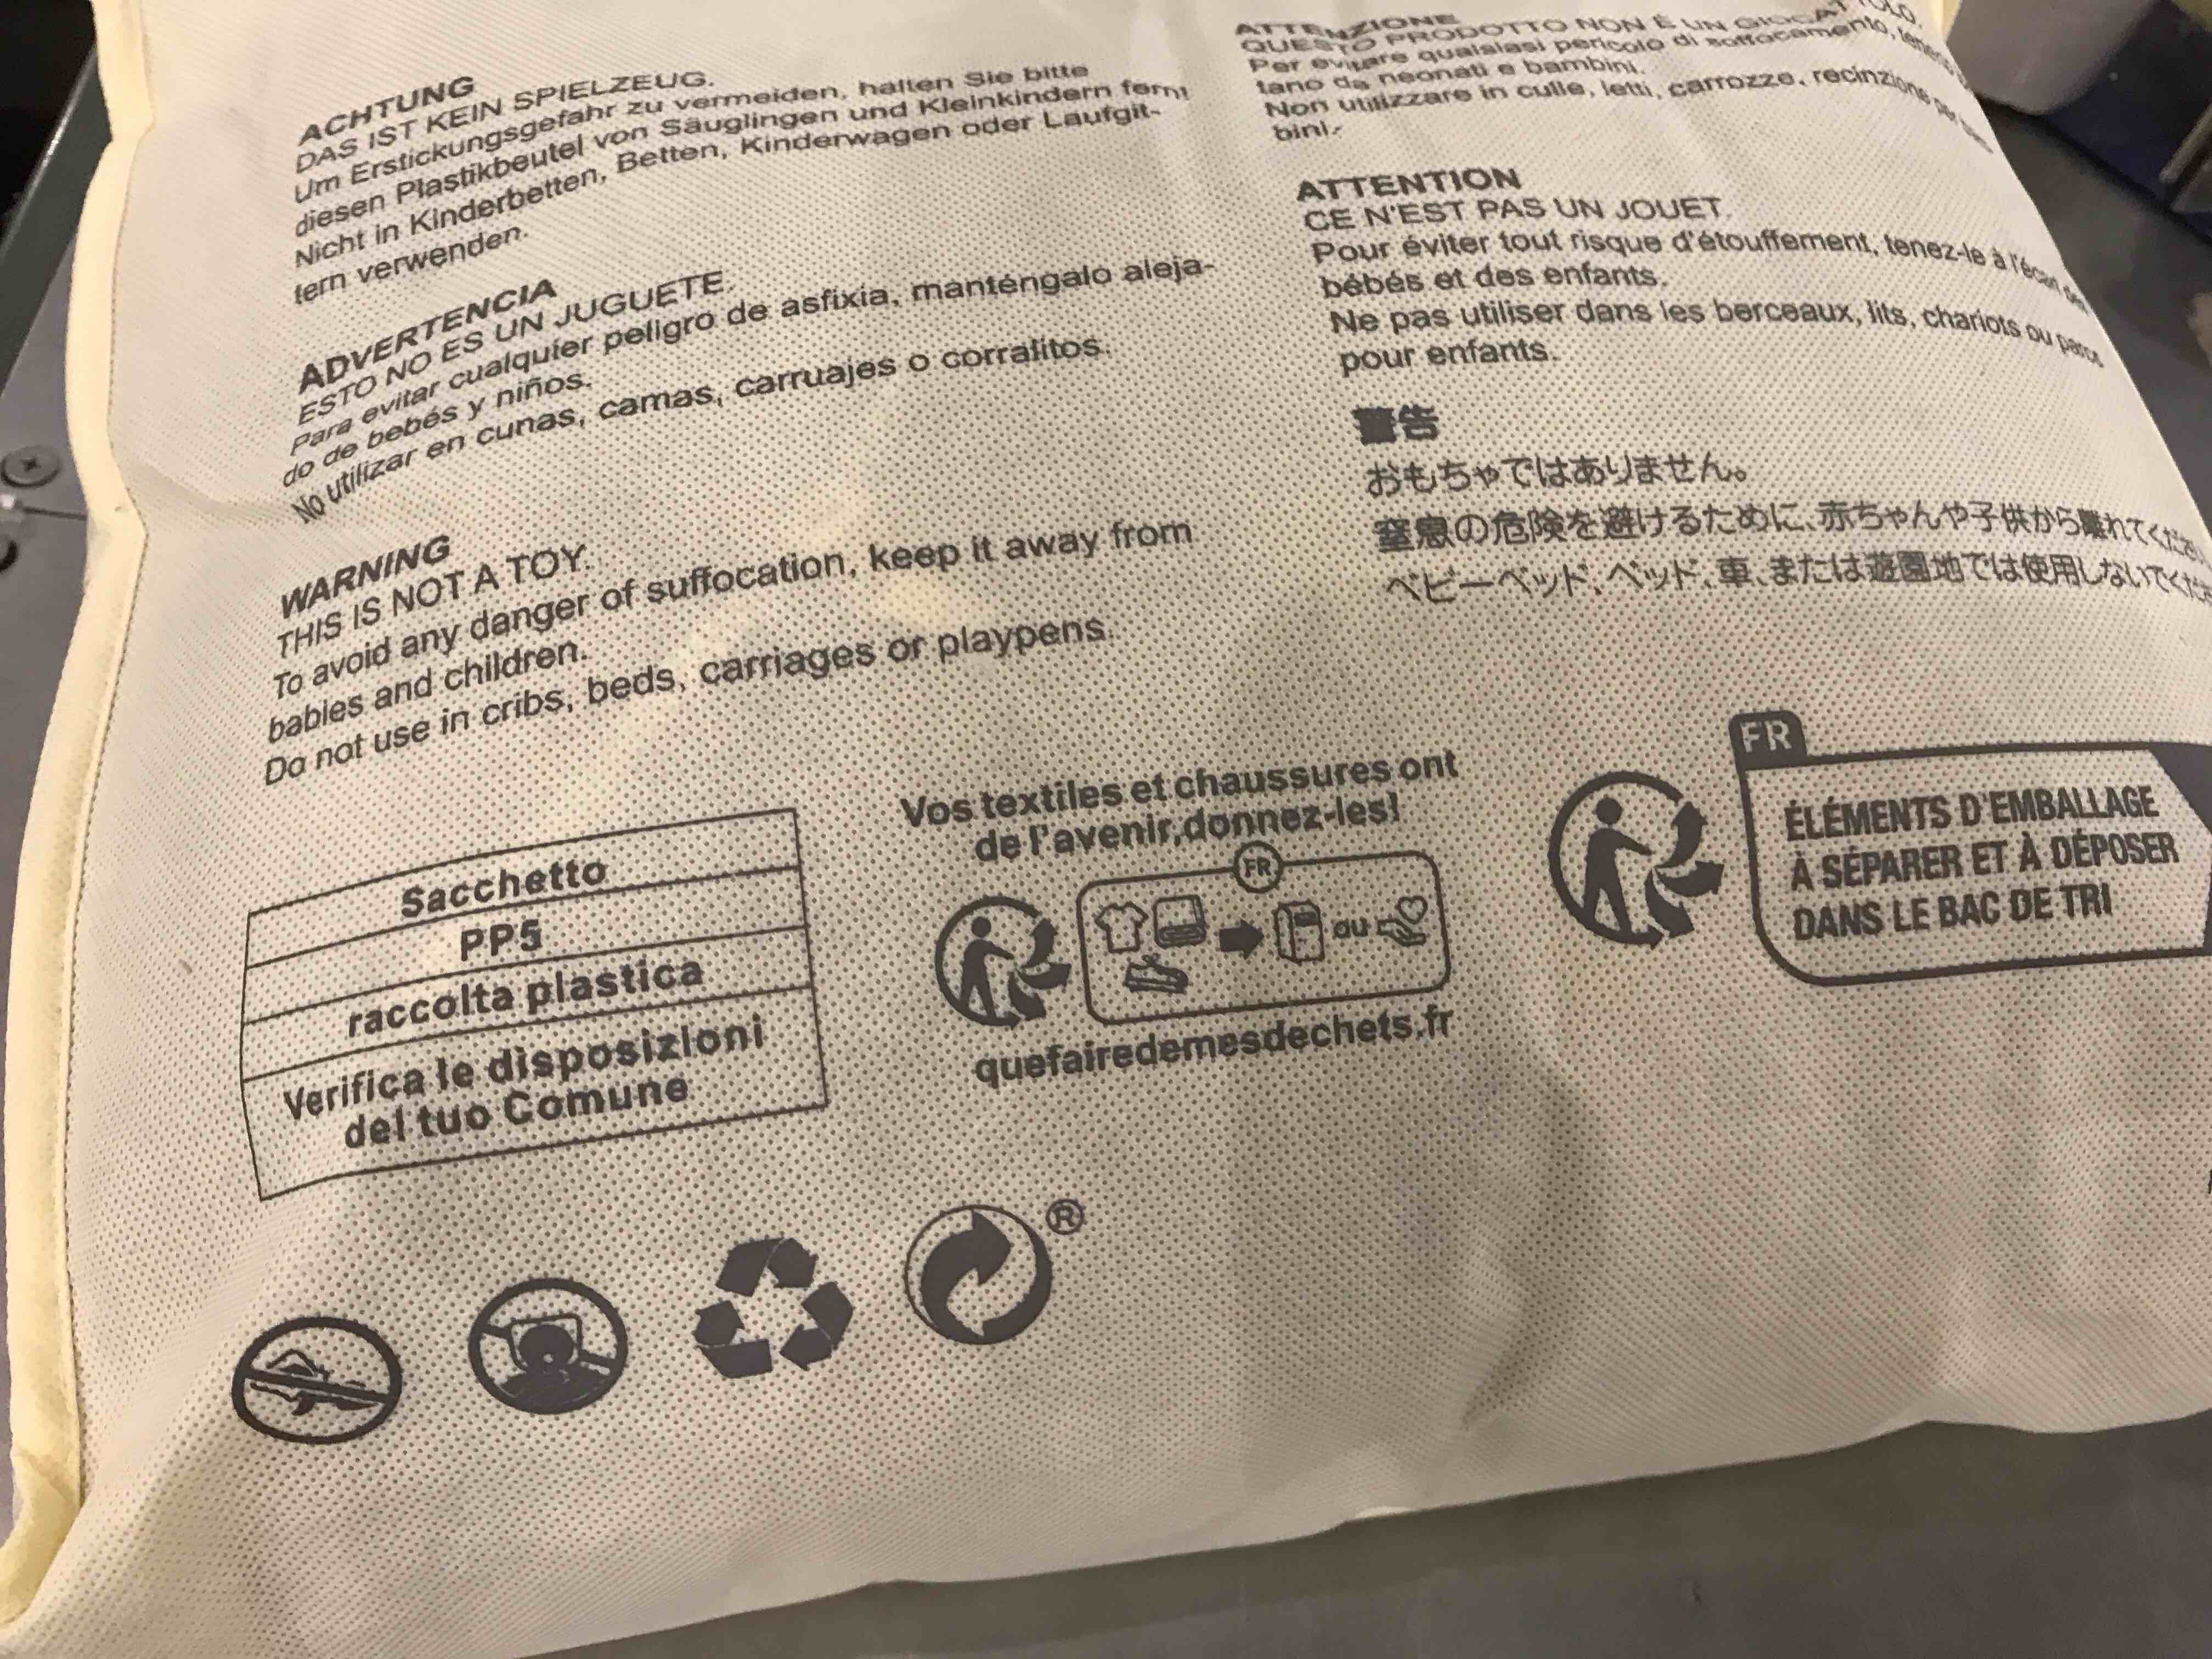 ACHTUNG
DAS IST KEIN SPIELZEUG.
Um Erstickungsgefahr zu vermeiden, halten Sie bitte
diesen Plastikbeutel von Säuglingen und Kleinkindern fernt
Nicht in Kinderbetten, Betten, Kinderwagen oder Laufgit-
tern verwenden.
ADVERTENCIA
ESTO NO ES UN JUGUETE.
Para evitar cualquier peligro de asfixia, manténgalo aleja-
do de bebés y niños.
No utilizar en cunas, camas, carruajes o corralitos.
WARNING
THIS IS NOT A TOY.
To avoid any danger of suffocation, keep it away from
babies and children.
Do not use in cribs, beds, carriages or playpens.
ATTENZIONE
QUESTO PRODOTTO NON È UN GIOCATTOLO.
Per evitare qualsiasi pericolo di soffocamento,
tano da neonati e bambini.
Non utilizzare in culle, letti, carrozze, recinzione per bam
bini.
ATTENTION
CE N'EST PAS UN JOUET.
Pour éviter tout risque d'étouffement, tenez-le à l'écart des
bébés et des enfants.
Ne pas utiliser dans les berceaux, lits, chariots ou parcs
pour enfants.
警告
おもちゃではありません。
窒息の危険を避けるために、赤ちゃんや子供から離れてくださ
ベビーベッド、ベッド、車、または遊園地では使用しないでくださ
Sacchetto
PP5
raccolta plastica
Verifica le disposizioni
del tuo Comune
Vos textiles et chaussures ont
de l'avenir,donnez-les!
FR
ou
quefairedemesdechets.fr
FR
ÉLÉMENTS D'EMBALLAGE
À SÉPARER ET À DÉPOSER
DANS LE BAC DE TRI
®